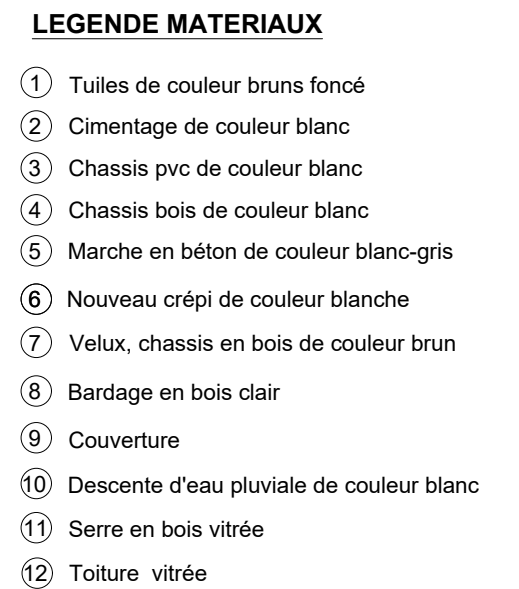 LEGENDE MATERIAUX
1 Tuiles de couleur bruns foncé
2 Cimentage de couleur blanc
3 Chassis pvc de couleur blanc
4 Chassis bois de couleur blanc
5 Marche en béton de couleur blanc-gris
6 Nouveau crépi de couleur blanche
7 Velux, chassis en bois de couleur brun
8 Bardage en bois clair
9 Couverture
10 Descente d'eau pluviale de couleur blanc
11 Serre en bois vitrée
12 Toiture vitrée